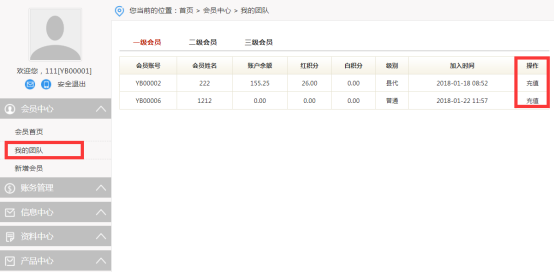 您当前的位置：首页 > 会员中心 > 我的团队
欢迎您，111[YB00001]
安全退出
会员中心
会员首页
我的团队
新增会员
账务管理
信息中心
资料中心
产品中心
一级会员 二级会员 三级会员
会员账号 会员姓名 账户余额 红积分 白积分 级别 加入时间 操作
YB00002 222 155.25 26.00 0.00 县代 2018-01-18 08:52 充值
YB00006 1212 0.00 0.00 0.00 普通 2018-01-22 11:57 充值